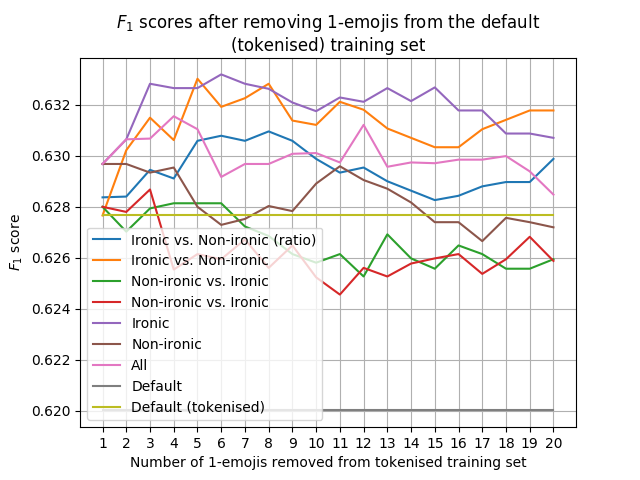 F1 scores after removing 1-emojis from the default
(tokenised) training set
F1 score
0.632
0.630
0.628
0.626
0.624
0.622
0.620
Ironic vs. Non-ironic (ratio)
Ironic vs. Non-ironic
Non-ironic vs. Ironic
Non-ironic vs. Ironic
Ironic
Non-ironic
All
Default
Default (tokenised)
1 2 3 4 5 6 7 8 9 10 11 12 13 14 15 16 17 18 19 20
Number of 1-emojis removed from tokenised training set